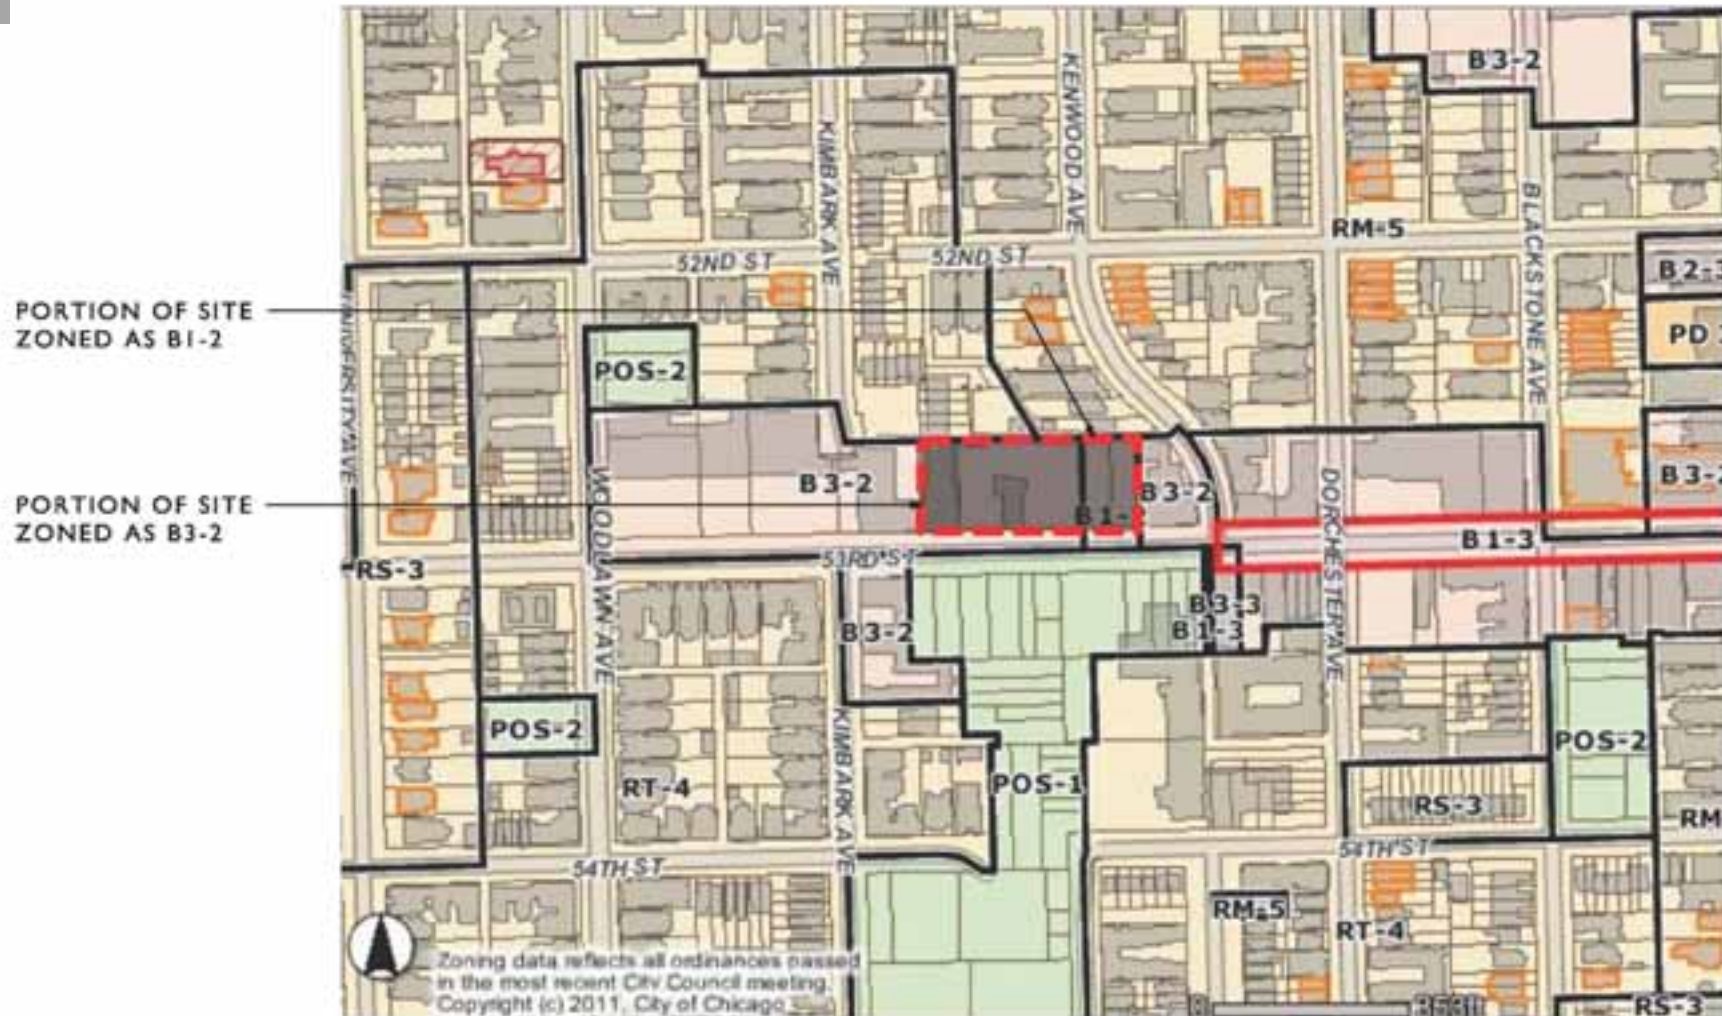 B3-2
KENWOOD AVE
KIMBARK AVE
BLACKSTONE AVE
RM-5
52ND ST
52ND ST
B2-3
PORTION OF SITE
ZONED AS B1-2
PD
POS-2
UNIVERSITY AVE
B3-2
B3-2
B3-2
PORTION OF SITE
ZONED AS B3-2
WOODLAWN AVE
DORCHESTER AVE
B1-
B1-3
53RD ST
RS-3
B3-3
B1-3
B3-2
POS-2
POS-2
KIMBARK AVE
RT-4
POS-1
RS-3
RM
54TH ST
54TH ST
RM-5
RT-4
Zoning data reflects all ordinances passed
in the most recent City Council meeting.
Copyright (c) 2011, City of Chicago
RS-3